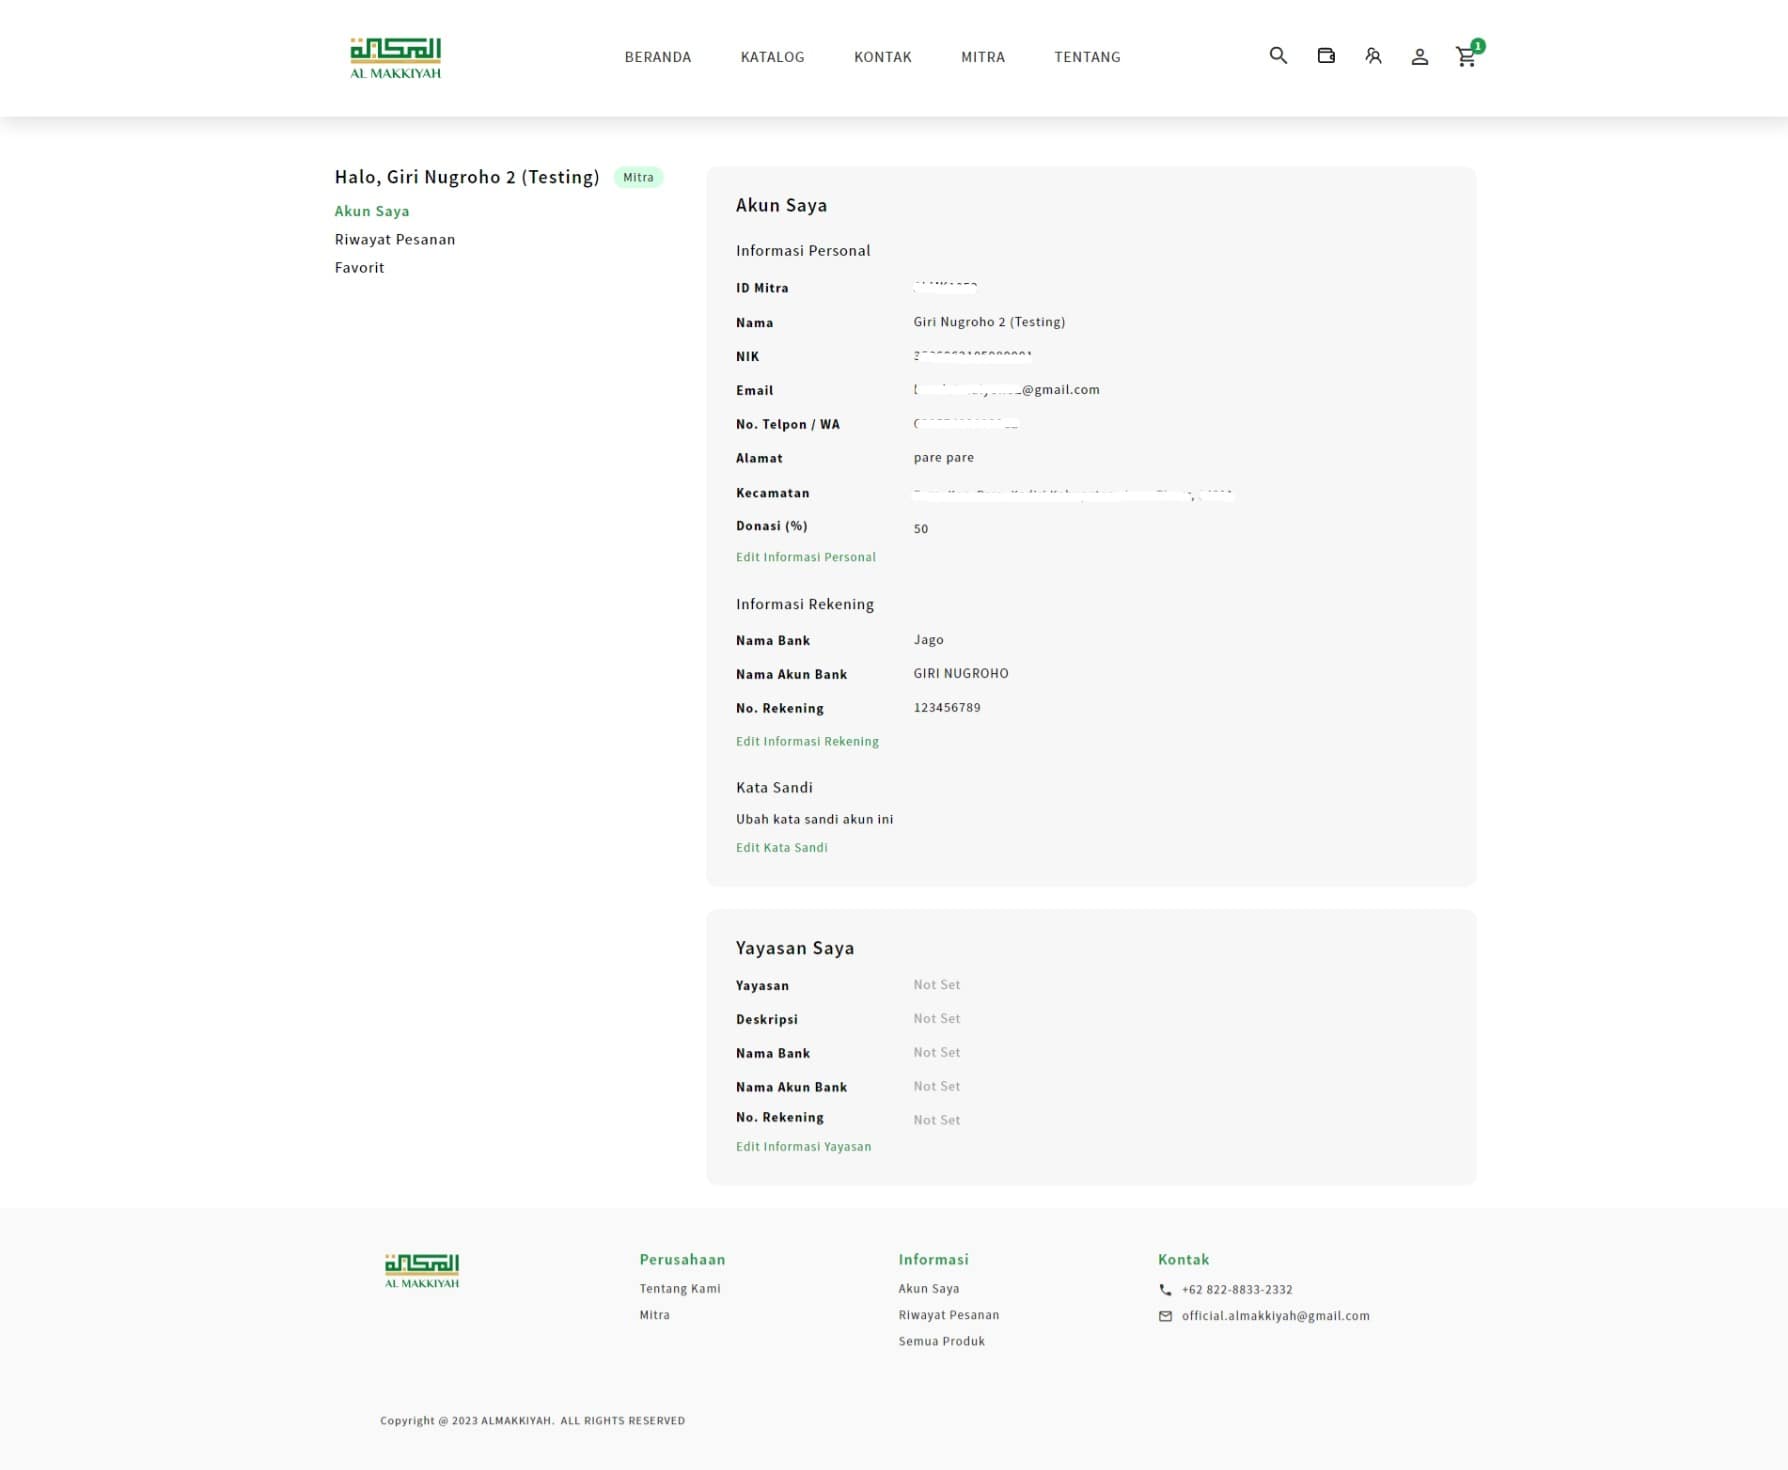 المكية
AL MAKKIYAH
BERANDA KATALOG KONTAK MITRA TENTANG
1
Halo, Giri Nugroho 2 (Testing) Mitra
Akun Saya
Riwayat Pesanan
Favorit
Akun Saya
Informasi Personal
ID Mitra
Nama Giri Nugroho 2 (Testing)
NIK
Email @gmail.com
No. Telpon / WA
Alamat pare pare
Kecamatan
Donasi (%) 50
Edit Informasi Personal
Informasi Rekening
Nama Bank Jago
Nama Akun Bank GIRI NUGROHO
No. Rekening 123456789
Edit Informasi Rekening
Kata Sandi
Ubah kata sandi akun ini
Edit Kata Sandi
Yayasan Saya
Yayasan Not Set
Deskripsi Not Set
Nama Bank Not Set
Nama Akun Bank Not Set
No. Rekening Not Set
Edit Informasi Yayasan
المكية
AL MAKKIYAH
Perusahaan
Tentang Kami
Mitra
Informasi
Akun Saya
Riwayat Pesanan
Semua Produk
Kontak
+62 822-8833-2332
official.almakkiyah@gmail.com
Copyright @ 2023 ALMAKKIYAH. ALL RIGHTS RESERVED